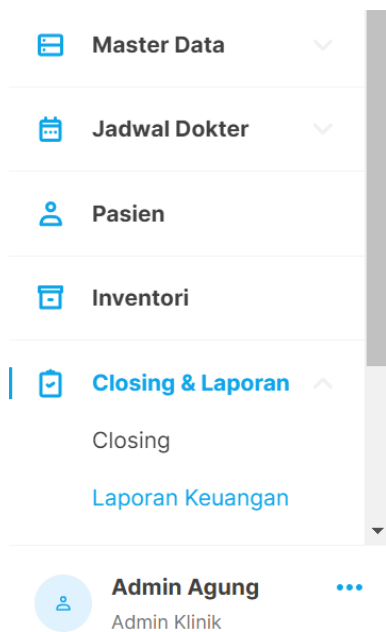 Master Data
Jadwal Dokter
Pasien
Inventori
Closing & Laporan
Closing
Laporan Keuangan
Admin Agung
Admin Klinik